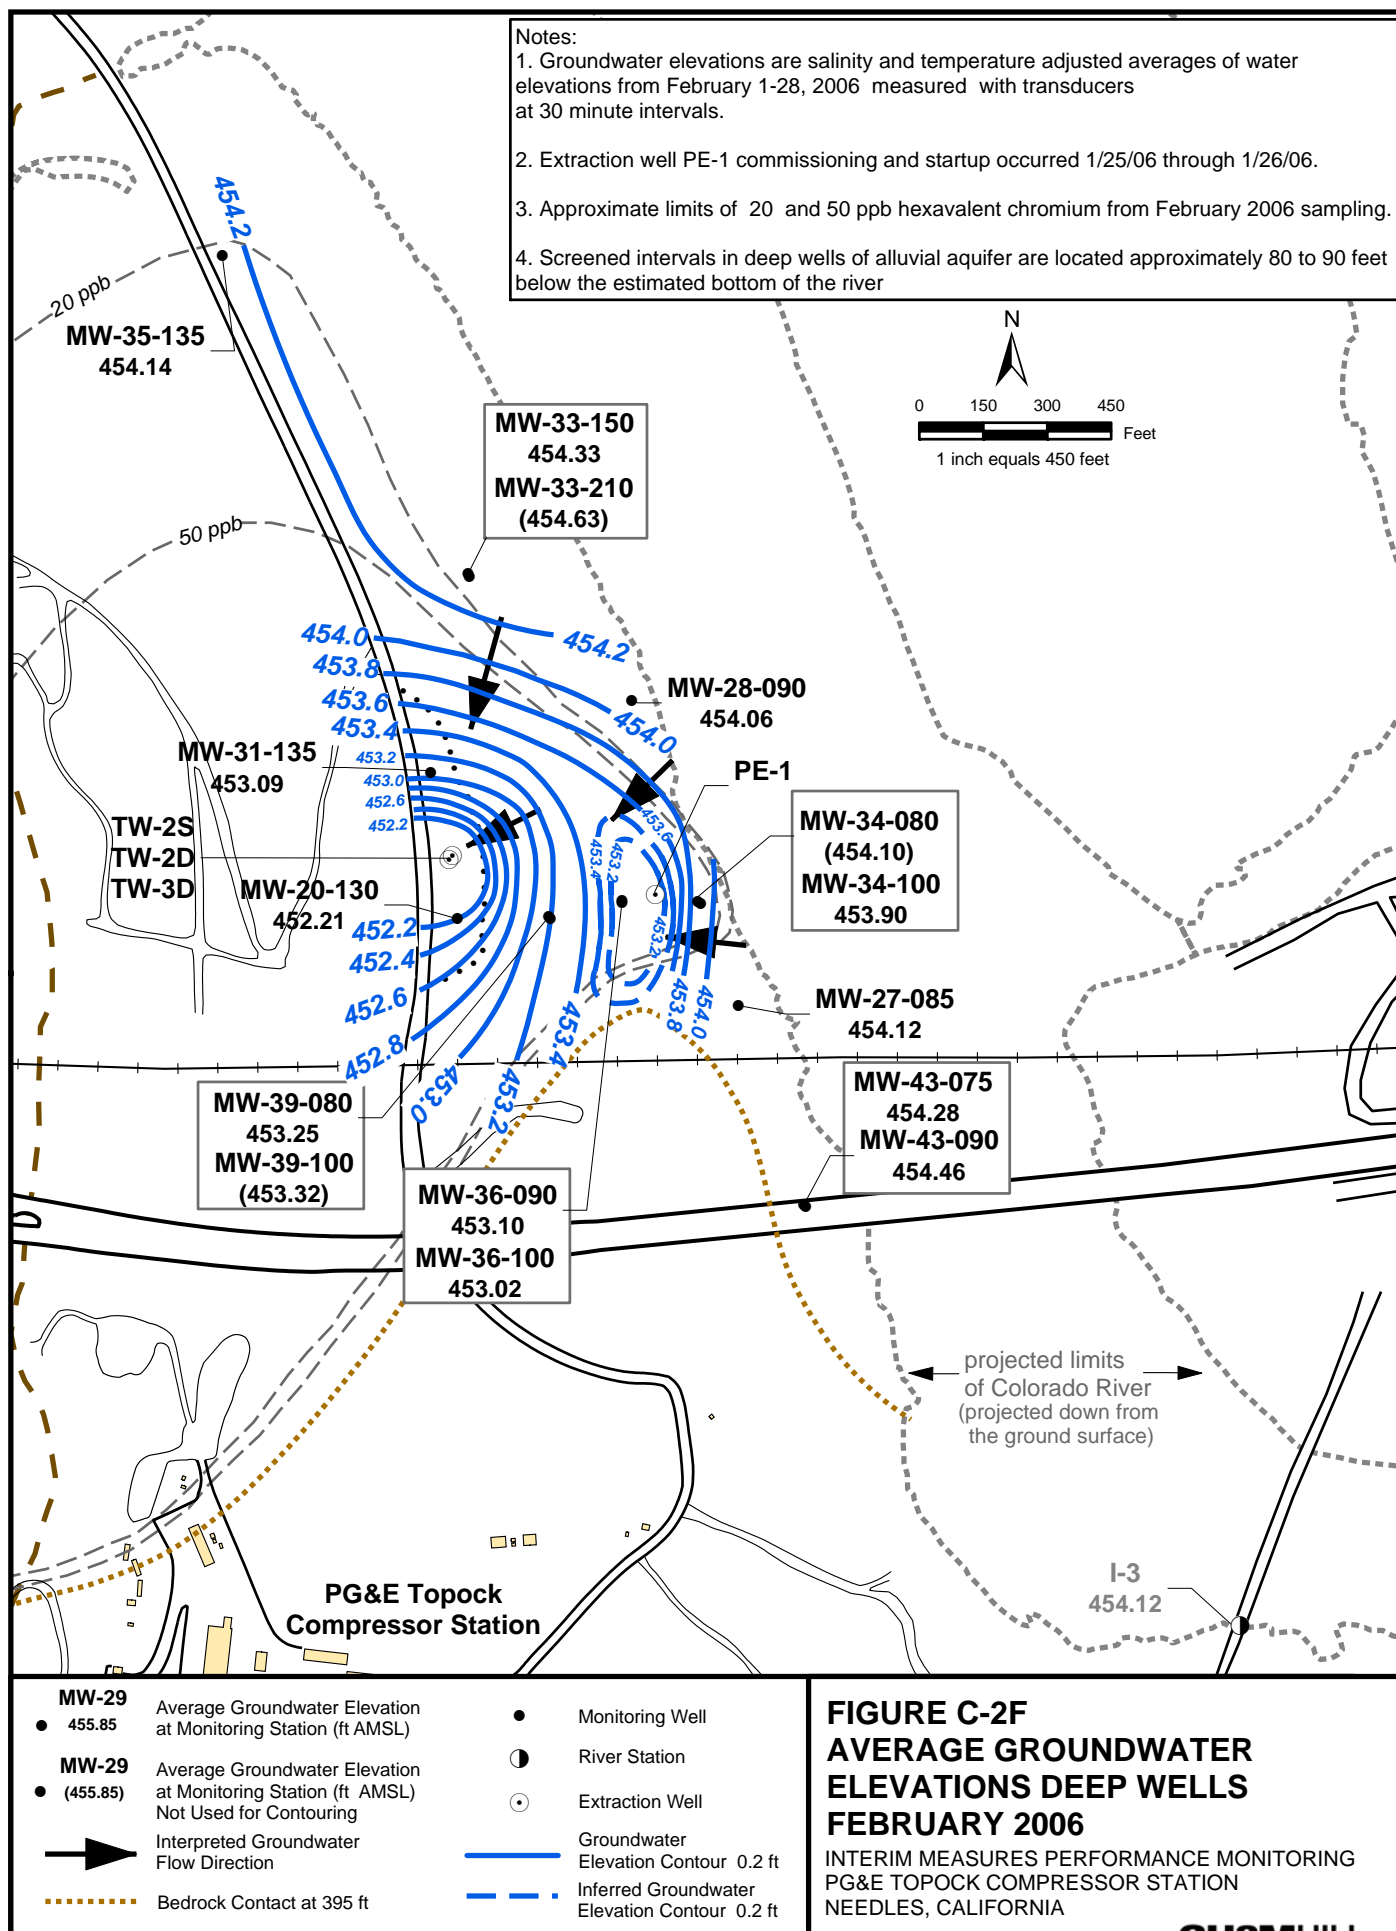 Notes:
1. Groundwater elevations are salinity and temperature adjusted averages of water
elevations from February 1-28, 2006 measured with transducers
at 30 minute intervals.
2. Extraction well PE-1 commissioning and startup occurred 1/25/06 through 1/26/06.
3. Approximate limits of 20 and 50 ppb hexavalent chromium from February 2006 sampling.
4. Screened intervals in deep wells of alluvial aquifer are located approximately 80 to 90 feet
below the estimated bottom of the river
454.2
20 ppb
MW-35-135
454.14
N
0 150 300 450
Feet
1 inch equals 450 feet
MW-33-150
454.33
MW-33-210
(454.63)
50 ppb
454.0
454.2
453.8
453.6
453.4
453.2
453.0
452.6
452.2
MW-28-090
454.06
454.0
MW-31-135
453.09
PE-1
TW-2S
TW-2D
TW-3D
453.6
453.4
453.2
453.2
MW-34-080
(454.10)
MW-34-100
453.90
MW-20-130
452.21
452.2
452.4
452.6
452.8
453.0
453.2
453.4
453.8
454.0
MW-27-085
454.12
MW-43-075
454.28
MW-43-090
454.46
MW-39-080
453.25
MW-39-100
(453.32)
MW-36-090
453.10
MW-36-100
453.02
projected limits
of Colorado River
(projected down from
the ground surface)
I-3
454.12
PG&E Topock
Compressor Station
MW-29
455.85
Average Groundwater Elevation
at Monitoring Station (ft AMSL)
MW-29
(455.85)
Average Groundwater Elevation
at Monitoring Station (ft AMSL)
Not Used for Contouring
Interpreted Groundwater
Flow Direction
Bedrock Contact at 395 ft
Monitoring Well
River Station
Extraction Well
Groundwater
Elevation Contour 0.2 ft
Inferred Groundwater
Elevation Contour 0.2 ft
FIGURE C-2F
AVERAGE GROUNDWATER
ELEVATIONS DEEP WELLS
FEBRUARY 2006
INTERIM MEASURES PERFORMANCE MONITORING
PG&E TOPOCK COMPRESSOR STATION
NEEDLES, CALIFORNIA